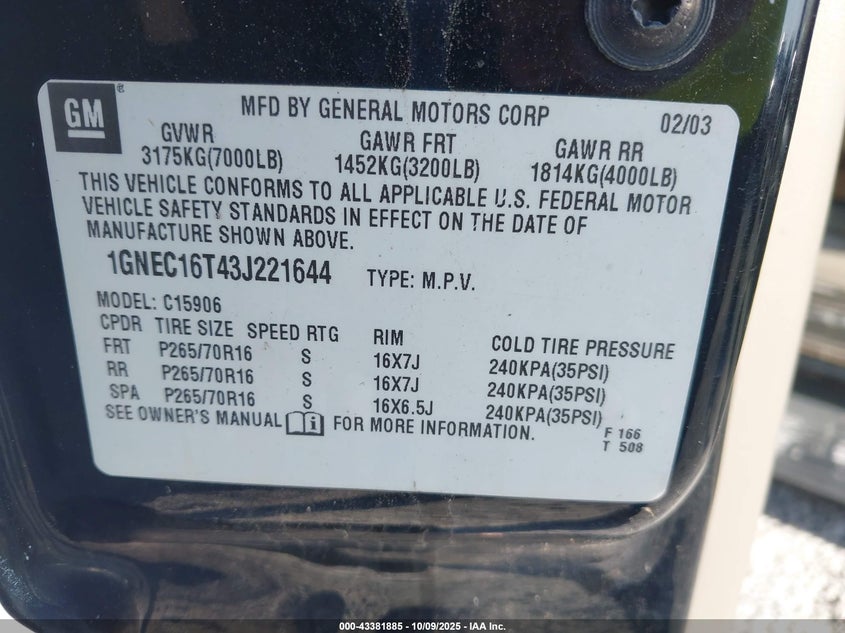 GM ®
MFD BY GENERAL MOTORS CORP 02/03
GVWR GAWR FRT GAWR RR
3175KG(7000LB) 1452KG(3200LB) 1814KG(4000LB)
THIS VEHICLE CONFORMS TO ALL APPLICABLE U.S. FEDERAL MOTOR
VEHICLE SAFETY STANDARDS IN EFFECT ON THE DATE OF
MANUFACTURE SHOWN ABOVE.
1GNEC16T43J221644 TYPE: M.P.V.
MODEL: C15906
CPDR TIRE SIZE SPEED RTG RIM COLD TIRE PRESSURE
FRT P265/70R16 S 16X7J 240KPA(35PSI)
RR P265/70R16 S 16X7J 240KPA(35PSI)
SPA P265/70R16 S 16X6.5J 240KPA(35PSI)
SEE OWNER'S MANUAL i FOR MORE INFORMATION.
F 166
T 508
000-43381885 - 10/09/2025 - IAA Inc.